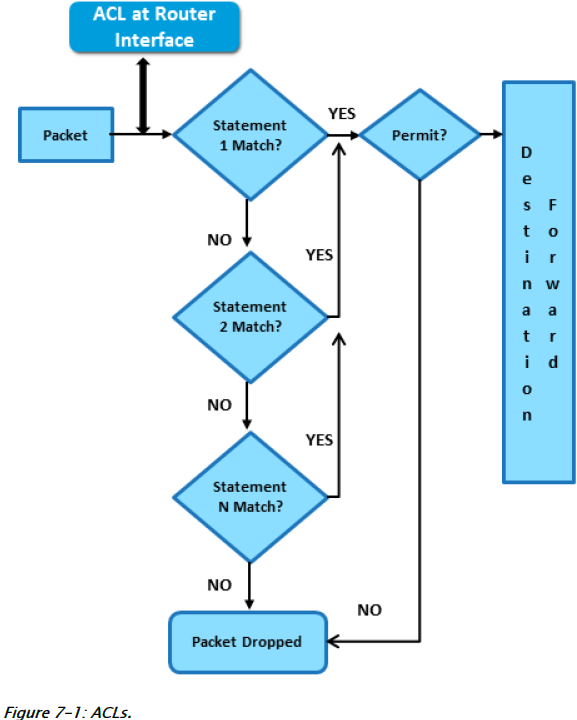 ACL at Router
Interface
Packet
Statement
1 Match?
YES
Permit?
NO
YES
Statement
2 Match?
NO
YES
Statement
N Match?
NO
Packet Dropped
NO
Destination
Forward
Figure 7-1: ACLs.